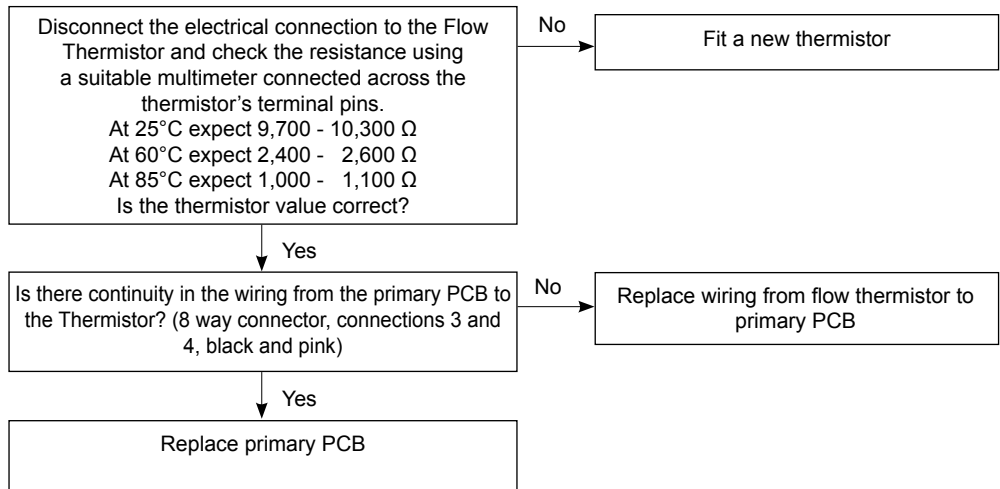 Disconnect the electrical connection to the Flow
Thermistor and check the resistance using
a suitable multimeter connected across the
thermistor’s terminal pins.
At 25°C expect 9,700 - 10,300 Ω
At 60°C expect 2,400 -   2,600 Ω
At 85°C expect 1,000 -   1,100 Ω
Is the thermistor value correct?
No
Fit a new thermistor
Yes
Is there continuity in the wiring from the primary PCB to
the Thermistor? (8 way connector, connections 3 and
4, black and pink)
No
Replace wiring from flow thermistor to
primary PCB
Yes
Replace primary PCB